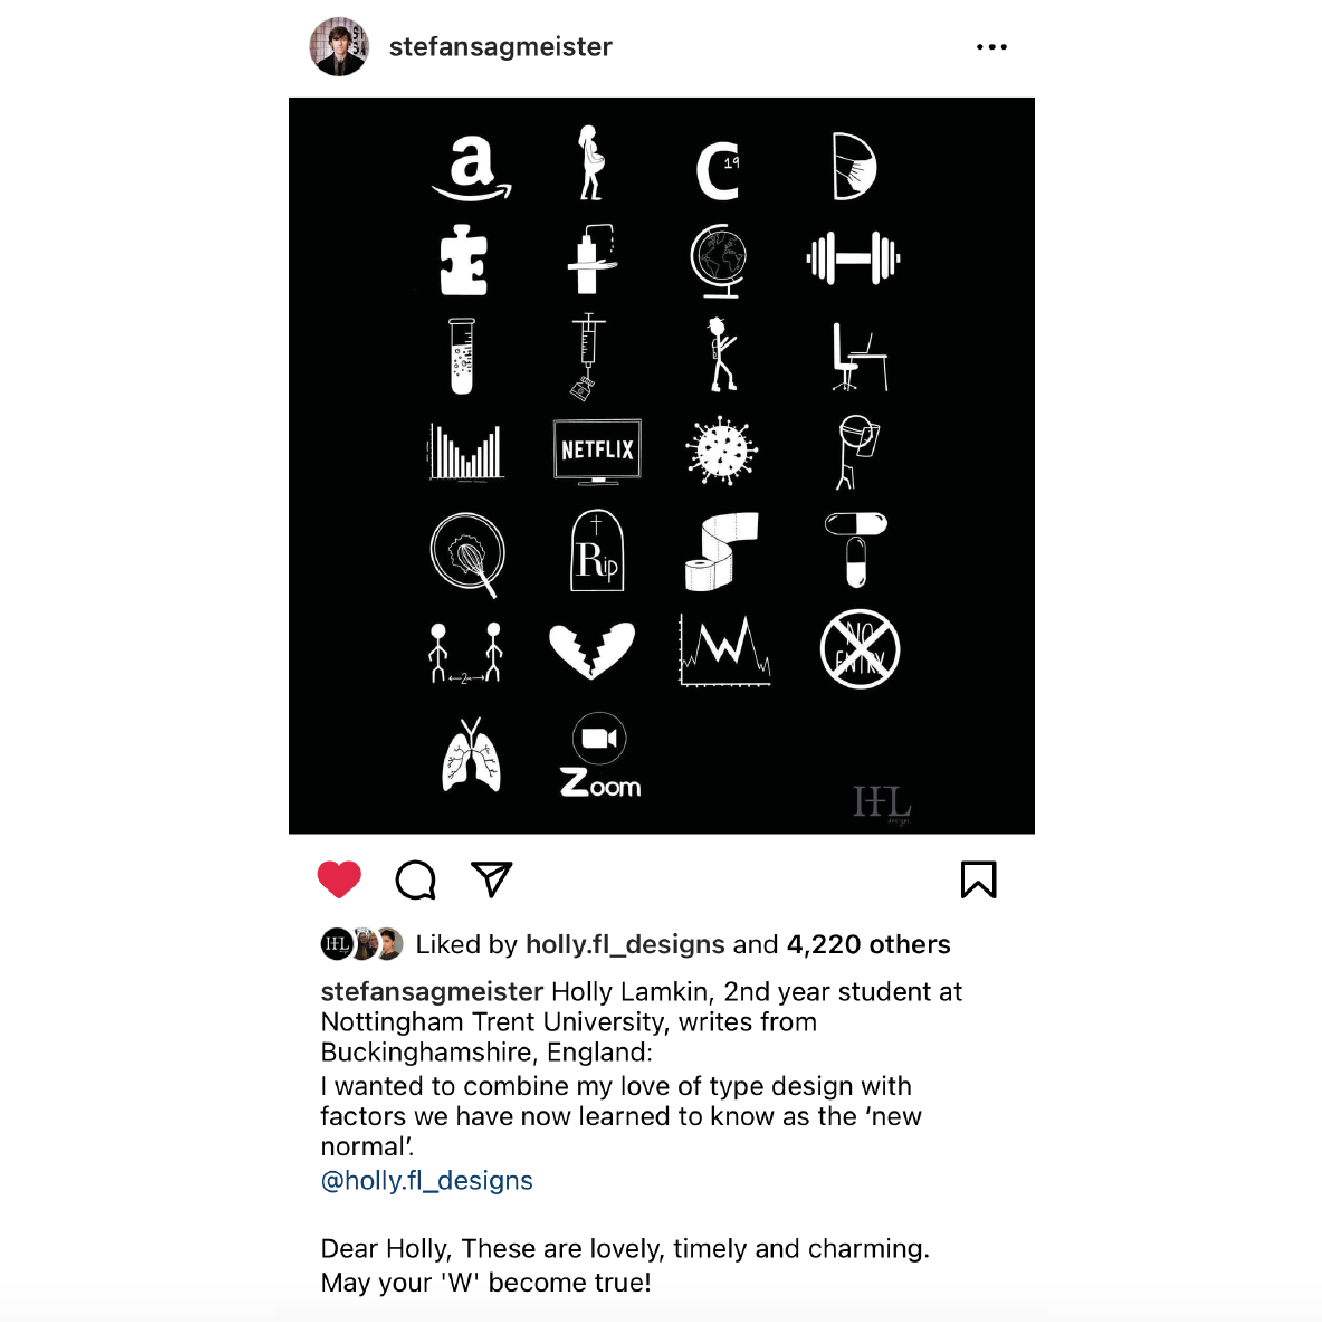 stefansagmeister
a
C 19
D
NETFLIX
Rip
2m
W
NO
ENTRY
Zoom
HFL
designs
HFL
Liked by holly.fl_designs and 4,220 others
stefansagmeister Holly Lamkin, 2nd year student at
Nottingham Trent University, writes from
Buckinghamshire, England:
I wanted to combine my love of type design with
factors we have now learned to know as the ‘new
normal’.
@holly.fl_designs
Dear Holly, These are lovely, timely and charming.
May your 'W' become true!